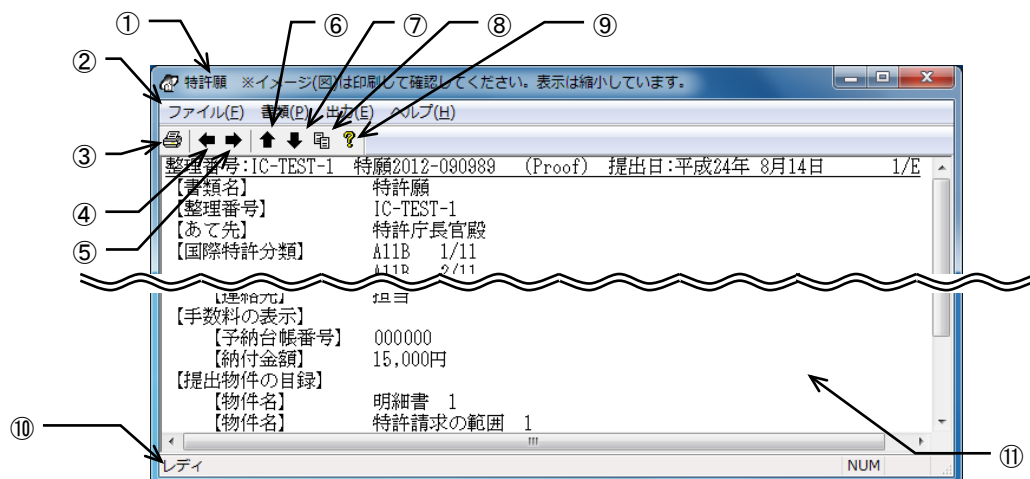 ① ⑥ ⑦ ⑧ ⑨
②
特許願 ※イメージ(図)は印刷して確認してください。表示は縮小しています。
ファイル(F) 書類(P) 出力(E) ヘルプ(H)
③
整理番号:IC-TEST-1 特願2012-090989 (Proof) 提出日:平成24年 8月14日 1/E
【書類名】 特許願
【整理番号】 IC-TEST-1
④
【あて先】 特許庁長官殿
⑤
【国際特許分類】 A11B 1/11
A11B 2/11
【連絡先】 担当
【手数料の表示】
【予納台帳番号】 000000
【納付金額】 15,000円
【提出物件の目録】
【物件名】 明細書 1
【物件名】 特許請求の範囲 1
⑩
⑪
レディ NUM